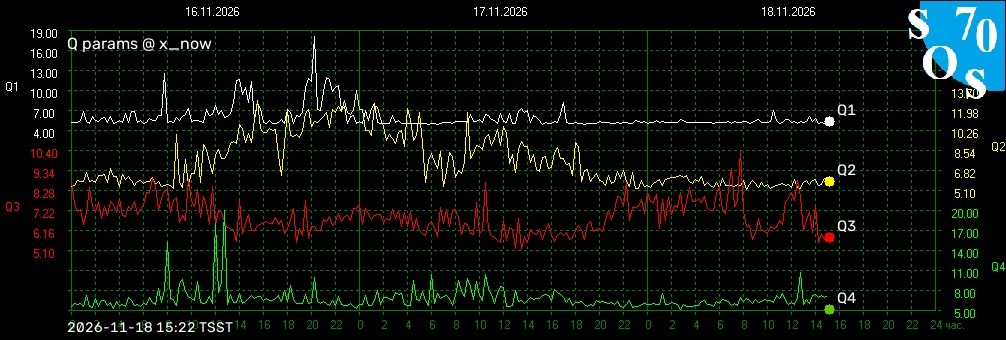 16.11.2026 17.11.2026 18.11.2026
SOS 70
Q params @ x_now
19.00
16.00
13.00
10.00
7.00
4.00
Q1
10.40
9.34
8.28
7.22
6.16
5.10
Q3
13.70
11.98
10.26
8.54
6.82
5.10
Q2
20.00
17.00
14.00
11.00
8.00
5.00
Q4
Q1
Q2
Q3
Q4
2026-11-18 15:22 TSST
14 16 18 20 22 0 2 4 6 8 10 12 14 16 18 20 22 0 2 4 6 8 10 12 14 16 18 20 22 24 час.